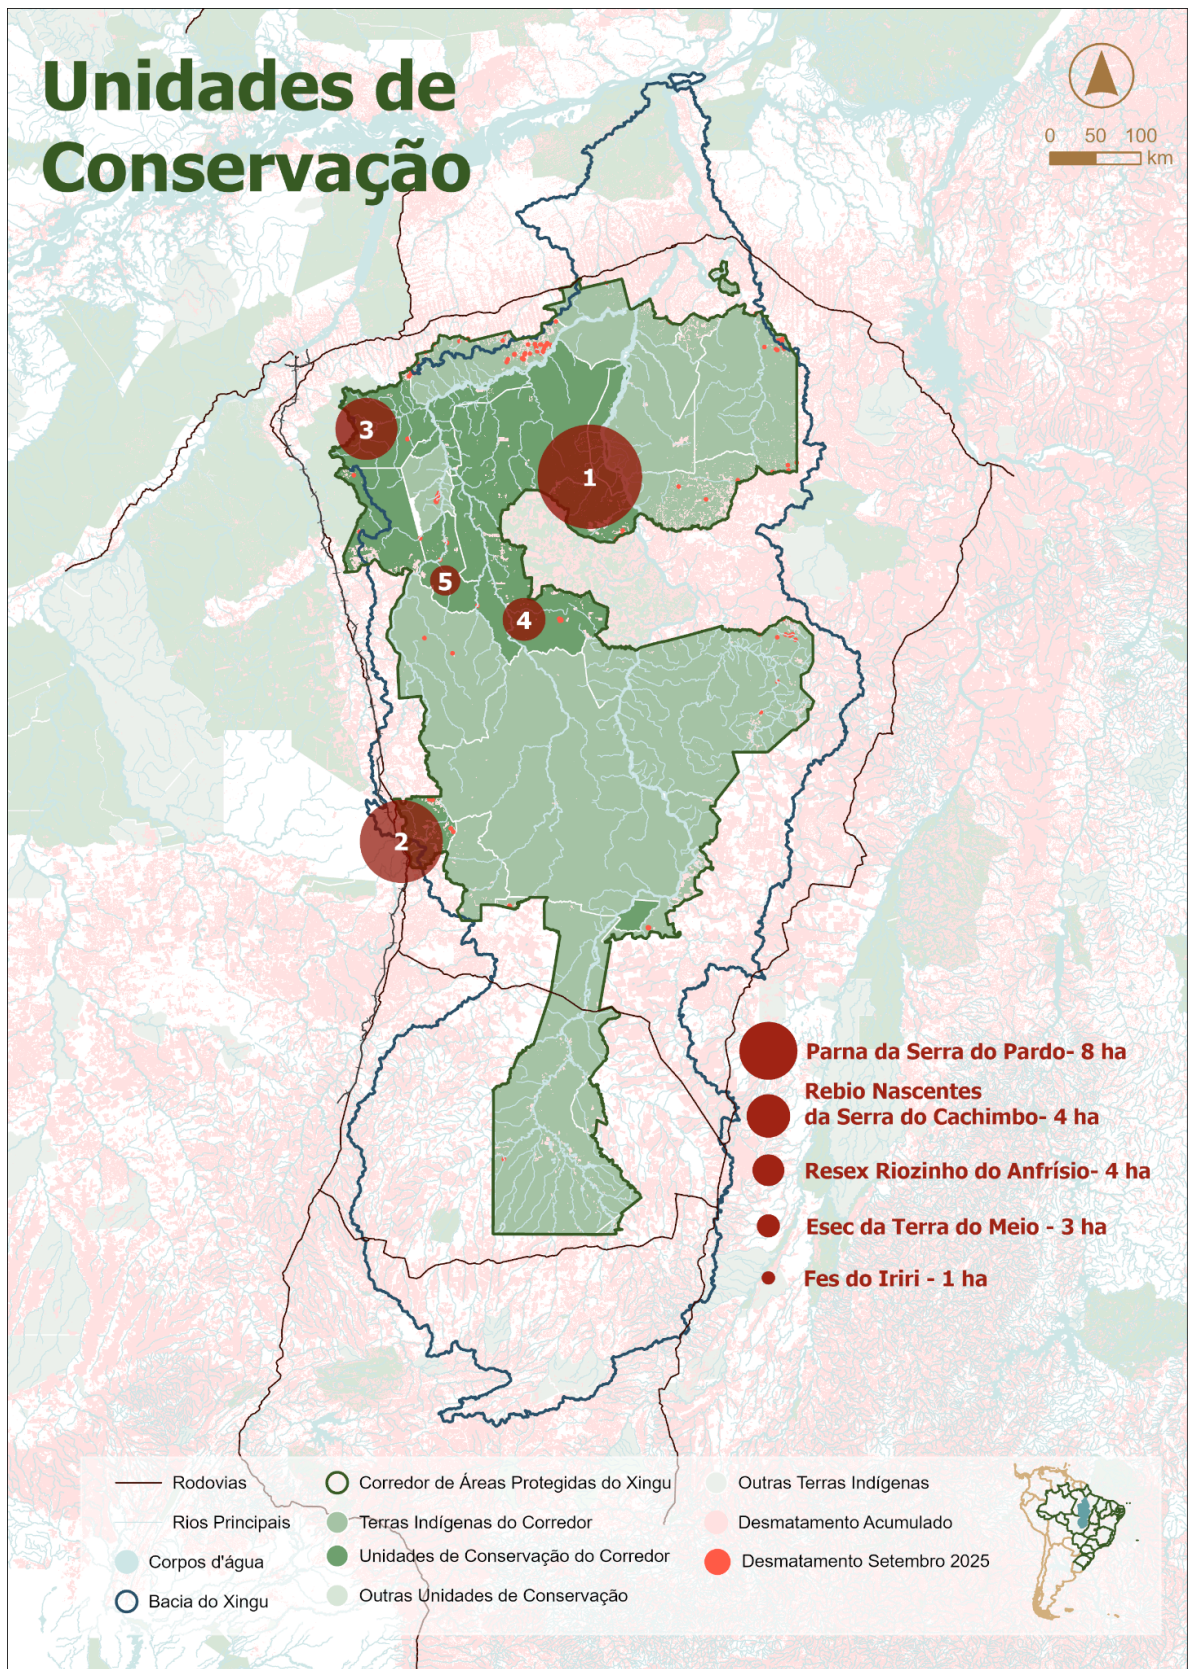 Unidades de
Conservação
0 50 100
km
3
1
5
4
2
Parna da Serra do Pardo- 8 ha
Rebio Nascentes
da Serra do Cachimbo- 4 ha
Resex Riozinho do Anfrísio- 4 ha
Esec da Terra do Meio - 3 ha
Fes do Iriri - 1 ha
Rodovias
Rios Principais
Corpos d'água
Bacia do Xingu
Corredor de Áreas Protegidas do Xingu
Terras Indígenas do Corredor
Unidades de Conservação do Corredor
Outras Unidades de Conservação
Outras Terras Indígenas
Desmatamento Acumulado
Desmatamento Setembro 2025